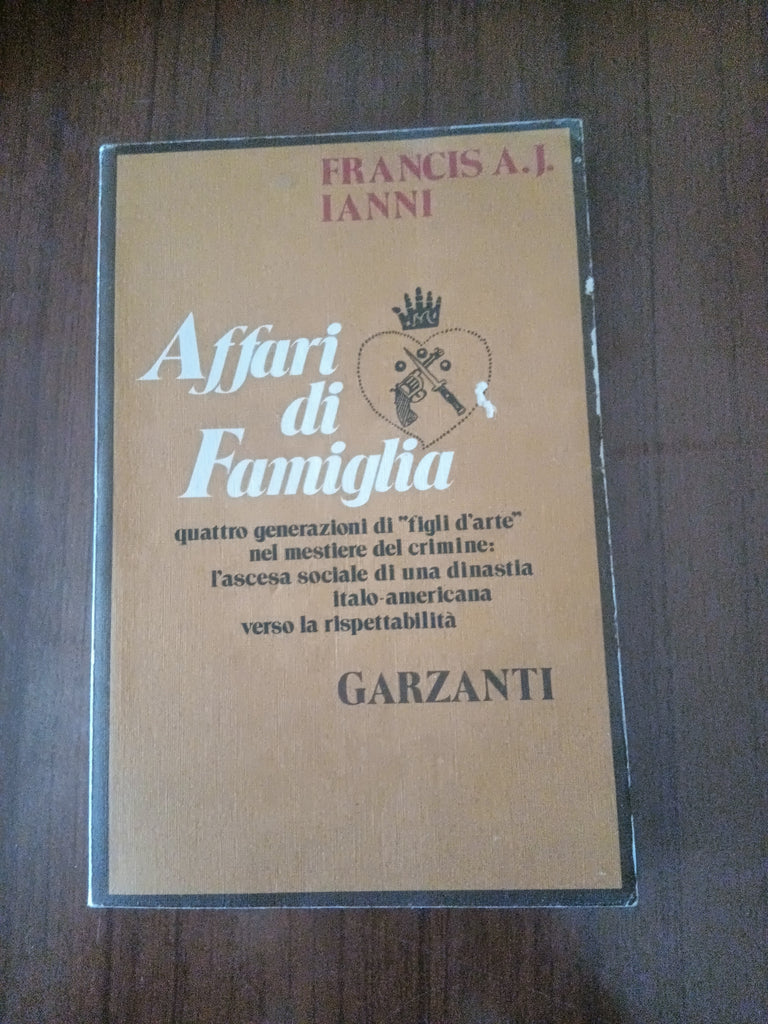 FRANCIS A.J.
IANNI
Affari
di
Famiglia
quattro generazioni di "figli d'arte"
nel mestiere del crimine:
l'ascesa sociale di una dinastia
italo-americana
verso la rispettabilità
GARZANTI